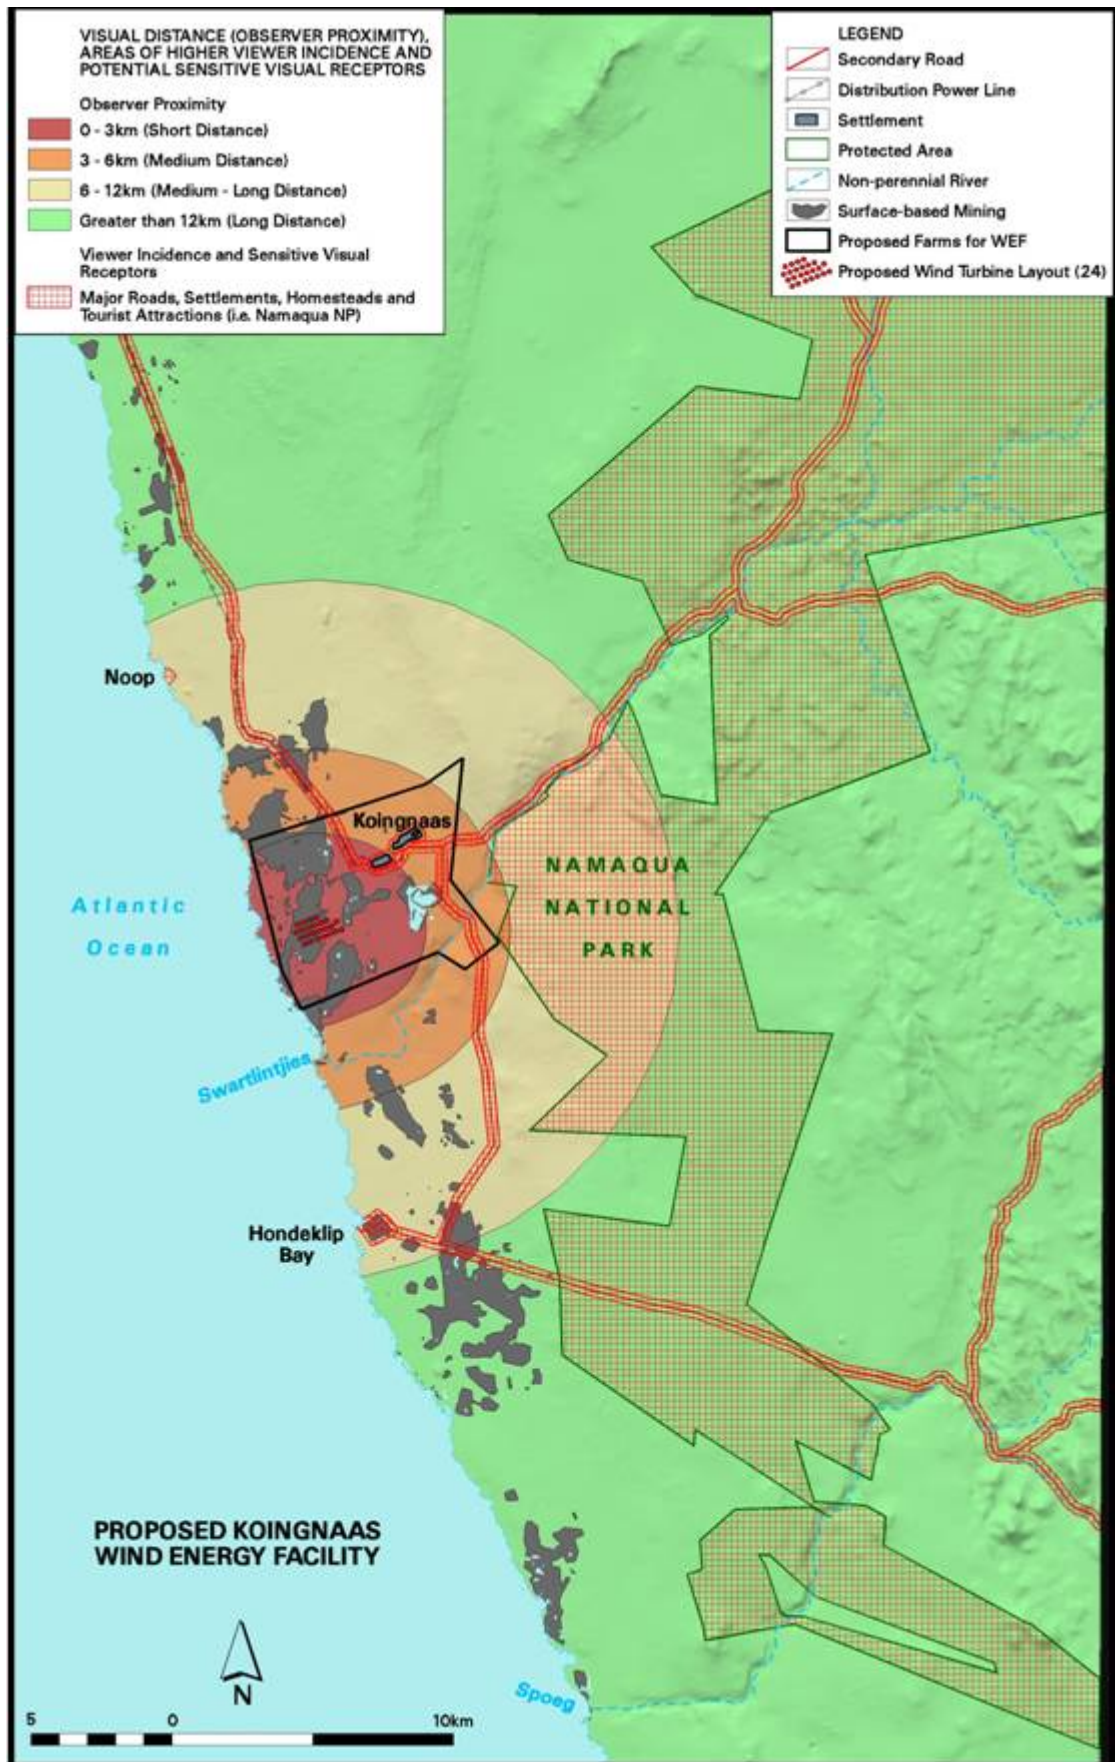 VISUAL DISTANCE (OBSERVER PROXIMITY),
AREAS OF HIGHER VIEWER INCIDENCE AND
POTENTIAL SENSITIVE VISUAL RECEPTORS
Observer Proximity
0 - 3km (Short Distance)
3 - 6km (Medium Distance)
6 - 12km (Medium - Long Distance)
Greater than 12km (Long Distance)
Viewer Incidence and Sensitive Visual
Receptors
Major Roads, Settlements, Homesteads and
Tourist Attractions (i.e. Namaqua NP)
LEGEND
Secondary Road
Distribution Power Line
Settlement
Protected Area
Non-perennial River
Surface-based Mining
Proposed Farms for WEF
Proposed Wind Turbine Layout (24)
Noop
Koingnaas
NAMAQUA
NATIONAL
PARK
Atlantic
Ocean
Swartlintjies
Hondeklip
Bay
PROPOSED KOINGNAAS
WIND ENERGY FACILITY
N
Spoeg
5 0 10km